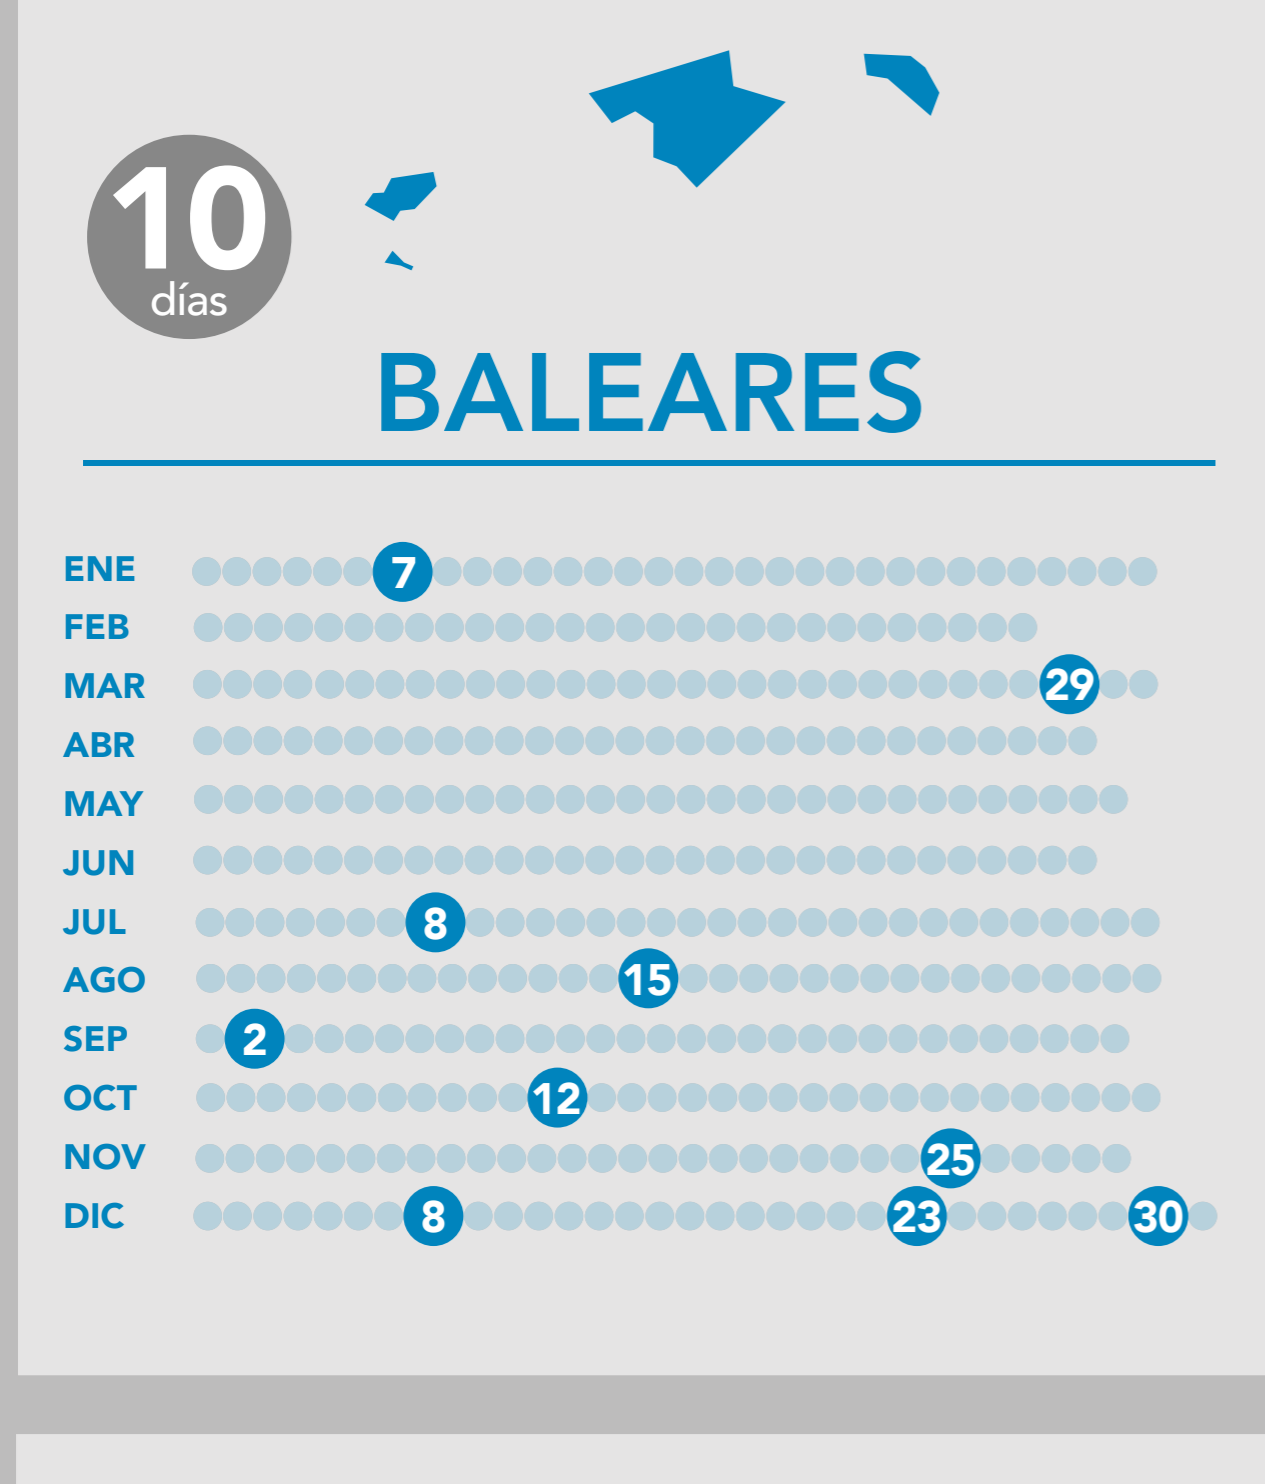 10
días
BALEARES
ENE 7
FEB
MAR 29
ABR
MAY
JUN
JUL 8
AGO 15
SEP 2
OCT 12
NOV 25
DIC 8 23 30